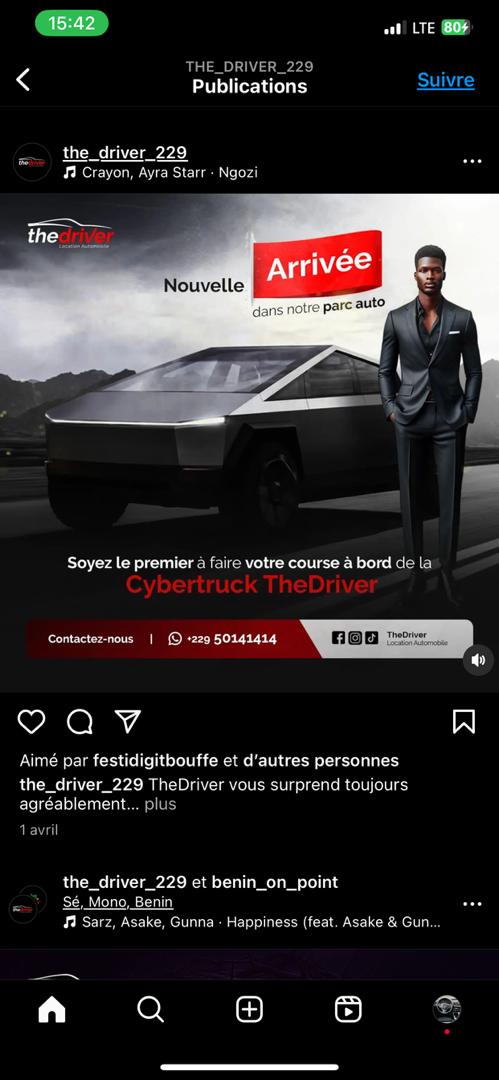 15:42
LTE
80
THE_DRIVER_229
Publications
Suivre
the_driver_229
Crayon, Ayra Starr · Ngozi
thedriver
Location Automobile
Nouvelle
Arrivée
dans notre parc auto
Soyez le premier à faire votre course à bord de la
Cybertruck TheDriver
Contactez-nous | +229 50141414
TheDriver
Location Automobile
Aimé par festidigitbouffe et d'autres personnes
the_driver_229 TheDriver vous surprend toujours
agréablement... plus
1 avril
the_driver_229 et benin_on_point
Sé, Mono, Benin
Sarz, Asake, Gunna · Happiness (feat. Asake & Gun...